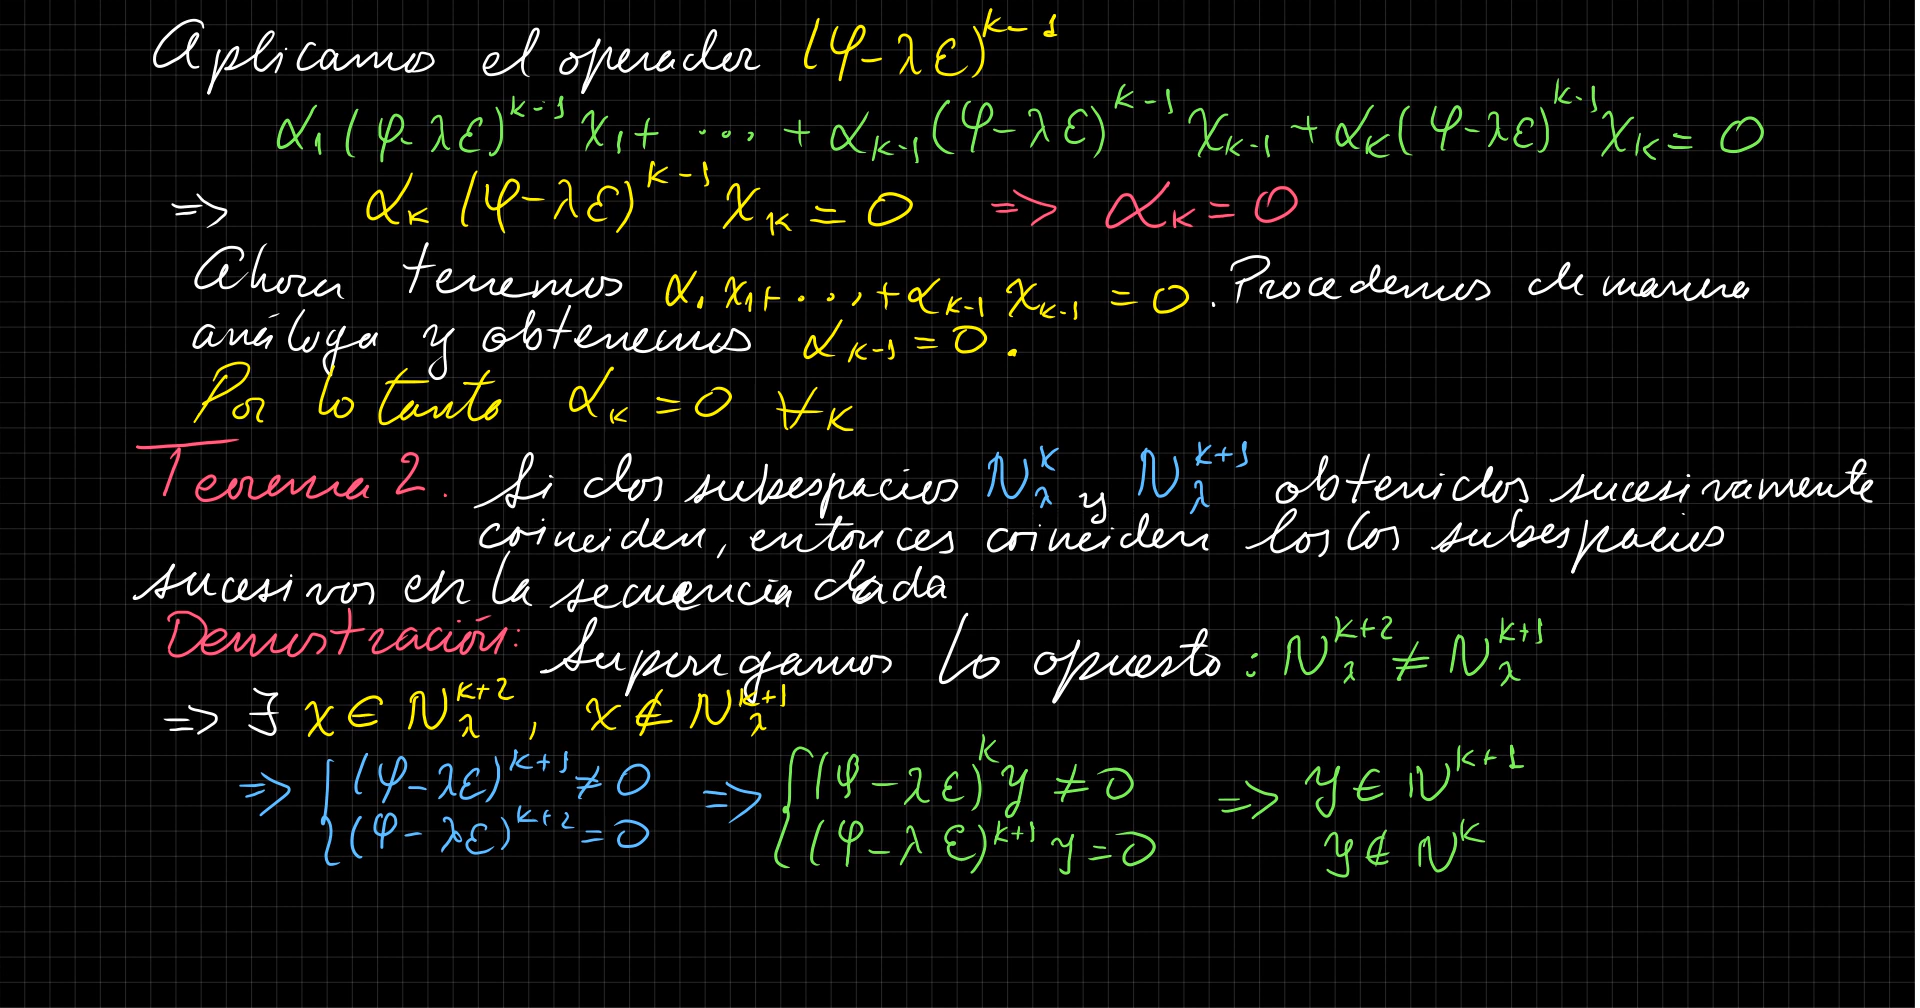 Aplicamos el operador (φ-λε)^{k-1}
α₁(φ-λε)^{k-1} x₁ + ... + α_{k-1}(φ-λε)^{k-1} x_{k-1} + α_k(φ-λε)^{k-1} x_k = 0
=> α_k (φ-λε)^{k-1} x_k = 0 => α_k = 0
Ahora tenemos α₁ x₁ + ... + α_{k-1} x_{k-1} = 0. Procedemos de manera
análoga y obtenemos α_{k-1} = 0.
Por lo tanto α_k = 0 ∀k
Teorema 2. Si dos subespacios N_λ^k y N_λ^{k+1} obtenidos sucesivamente
coinciden, entonces coinciden los los subespacios
sucesivos en la secuencia dada
Demostración: Supongamos lo opuesto: N_λ^{k+2} ≠ N_λ^{k+1}
=> ∃ x ∈ N_λ^{k+2}, x ∉ N_λ^{k+1}
=> { (φ-λε)^{k+1} ≠ 0 => { (φ-λε)^k y ≠ 0 => y ∈ N^{k+1}
(φ-λε)^{k+2} = 0 (φ-λε)^{k+1} y = 0 y ∉ N^k